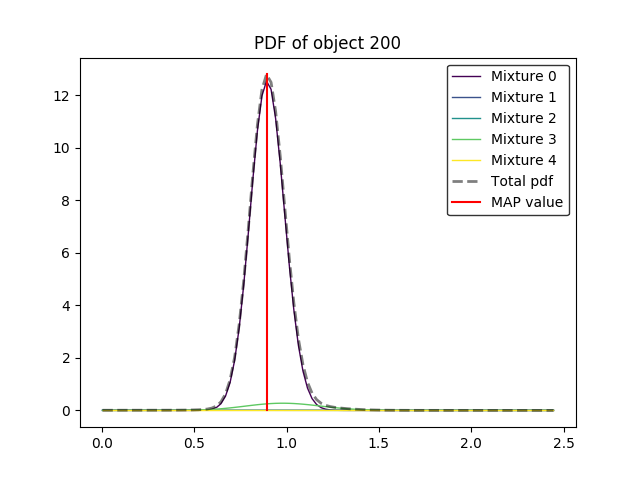 PDF of object 200
Mixture 0
Mixture 1
Mixture 2
Mixture 3
Mixture 4
Total pdf
MAP value
12
10
8
6
4
2
0
0.0 0.5 1.0 1.5 2.0 2.5